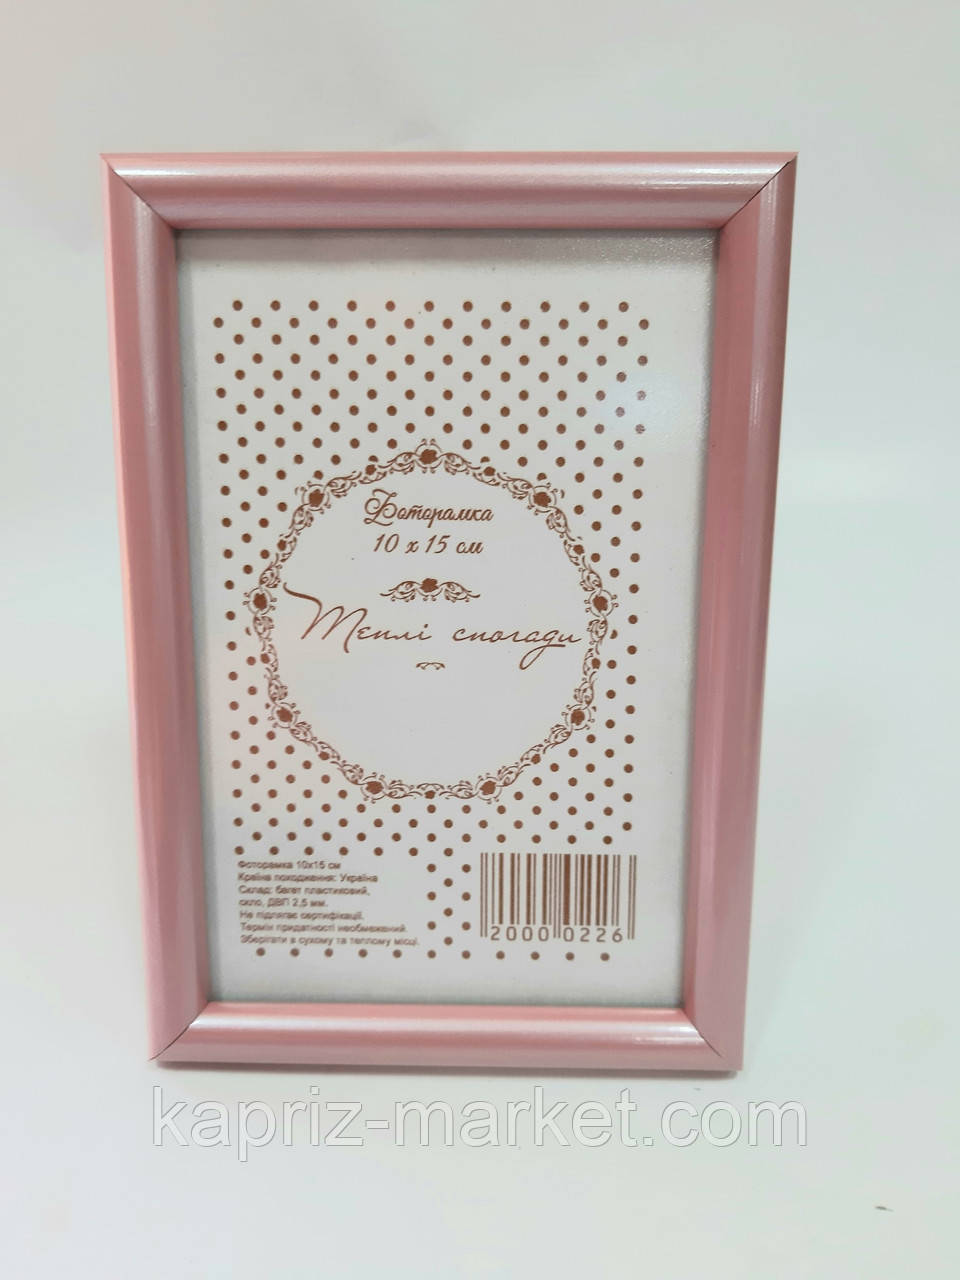 Фоторамка
10 x 15 см
Теплі спогади
Фоторамка 10x15 см
Країна походження: Україна
Склад: багет пластиковий,
скло, ДВП 2,5 мм.
Не підлягає сертифікації.
Термін придатності необмежений.
Зберігати в сухому та теплому місці.
2000 0226
kapriz-market.com